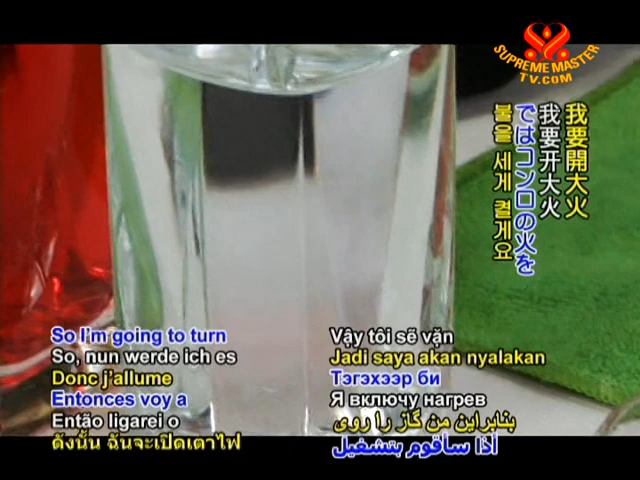 SUPREME MASTER
TV.COM
我要開大火
我要开大火
ではコンロの火を
불을 세게 켤게요
So I'm going to turn
So, nun werde ich es
Donc j'allume
Entonces voy a
Então ligarei o
ดังนั้น ฉันจะเปิดเตาไฟ
Vậy tôi sẽ vặn
Jadi saya akan nyalakan
Тэгэхээр би
Я включу нагрев
بنابراین من گاز را روی
أذا سأقوم بتشغيل